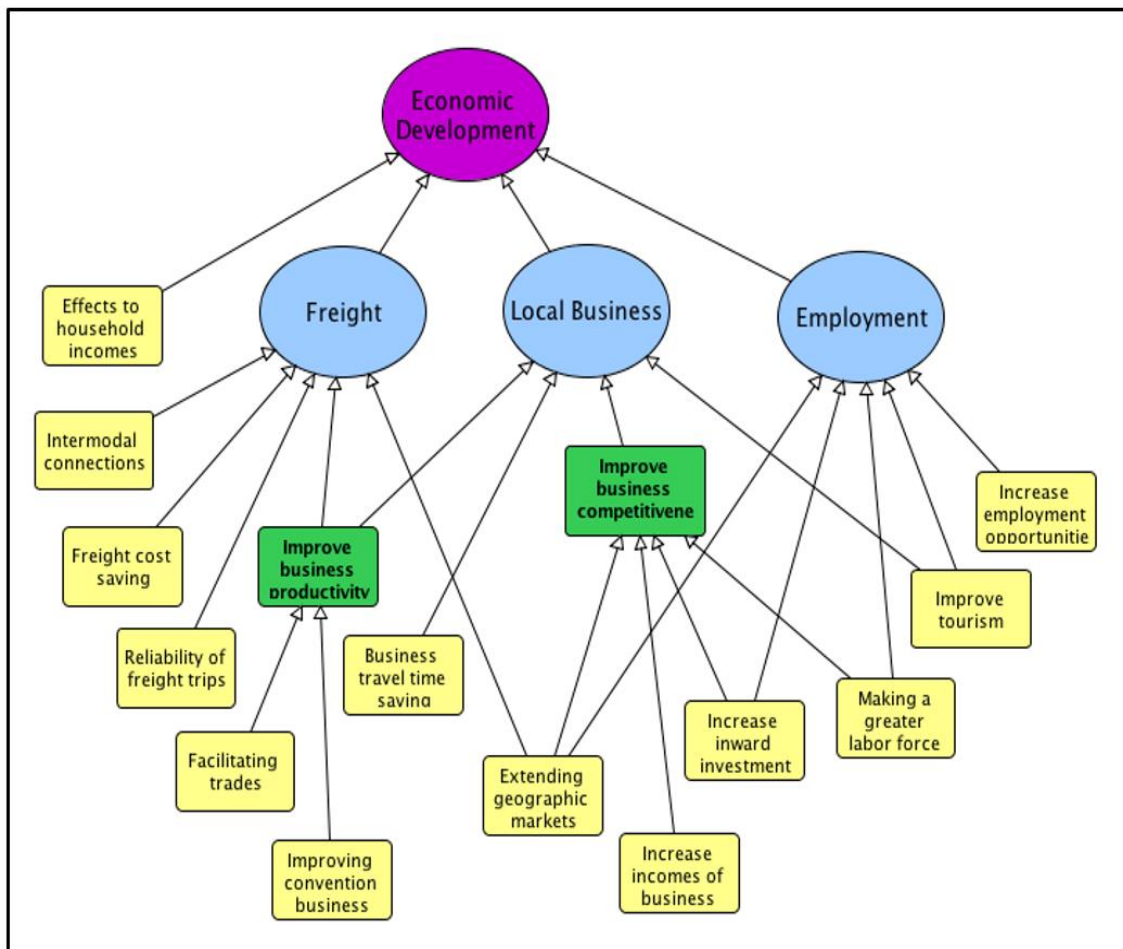 Economic
Development
Freight
Local Business
Employment
Effects to
household
incomes
Intermodal
connections
Improve
business
competitivene
Increase
employment
opportunitie
Freight cost
saving
Improve
business
productivity
Improve
tourism
Reliability of
freight trips
Business
travel time
saving
Making a
greater
labor force
Increase
inward
investment
Facilitating
trades
Extending
geographic
markets
Improving
convention
business
Increase
incomes of
business